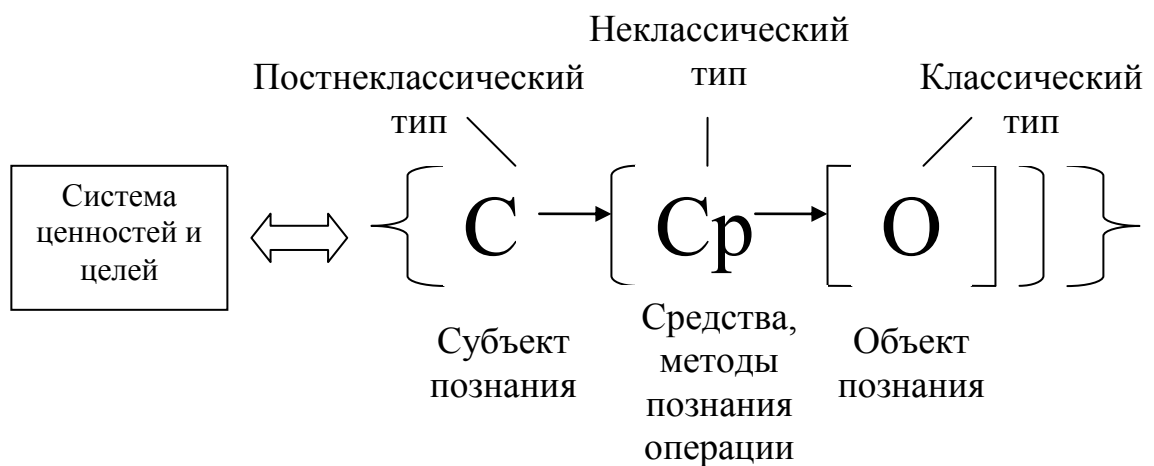 Неклассический
тип
Постнеклассический
тип
Классический
тип
Система
ценностей и
целей
С
Ср
О
Субъект
познания
Средства,
методы
познания
операции
Объект
познания